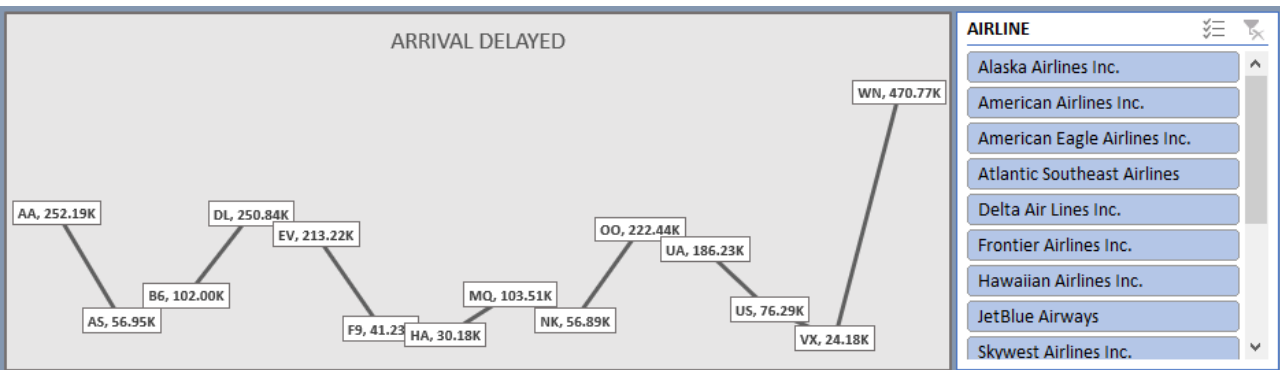 ARRIVAL DELAYED
WN, 470.77K
AA, 252.19K
DL, 250.84K
EV, 213.22K
OO, 222.44K
UA, 186.23K
B6, 102.00K
MQ, 103.51K
AS, 56.95K
F9, 41.23
HA, 30.18K
NK, 56.89K
US, 76.29K
VX, 24.18K
AIRLINE
Alaska Airlines Inc.
American Airlines Inc.
American Eagle Airlines Inc.
Atlantic Southeast Airlines
Delta Air Lines Inc.
Frontier Airlines Inc.
Hawaiian Airlines Inc.
JetBlue Airways
Skywest Airlines Inc.